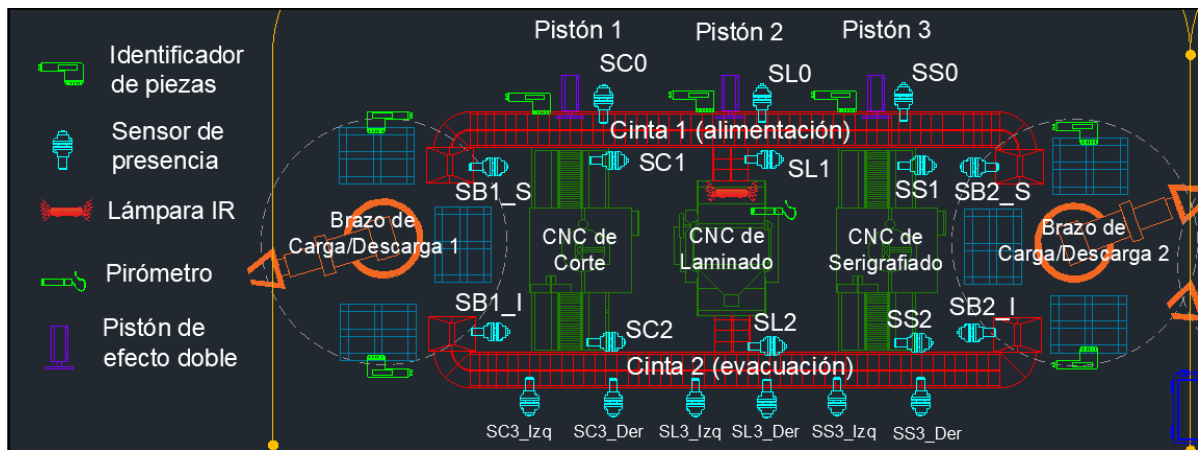 Identificador
de piezas
Sensor de
presencia
Lámpara IR
Pirómetro
Pistón de
efecto doble
Pistón 1
Pistón 2
Pistón 3
SC0
SL0
SS0
Cinta 1 (alimentación)
SC1
SL1
SS1
SB1_S
SB2_S
Brazo de
Carga/Descarga 1
CNC de
Corte
CNC de
Laminado
CNC de
Serigrafiado
Brazo de
Carga/Descarga 2
SB1_I
SB2_I
SC2
SL2
SS2
Cinta 2 (evacuación)
SC3_Izq
SC3_Der
SL3_Izq
SL3_Der
SS3_Izq
SS3_Der